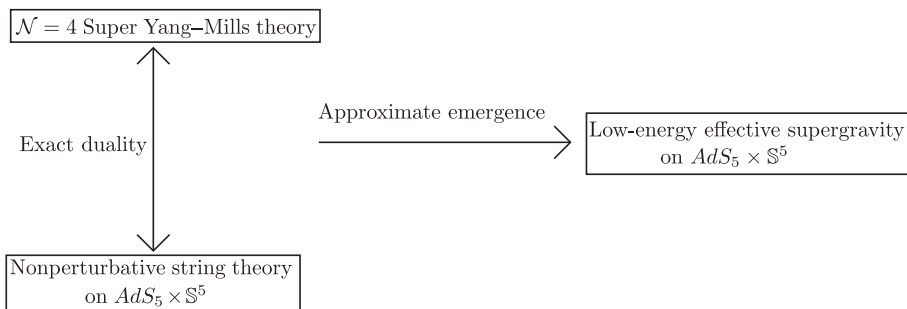 𝒩 = 4 Super Yang–Mills theory
Approximate emergence
Exact duality
Low-energy effective supergravity
on AdS₅ × 𝕊⁵
Nonperturbative string theory
on AdS₅ × 𝕊⁵